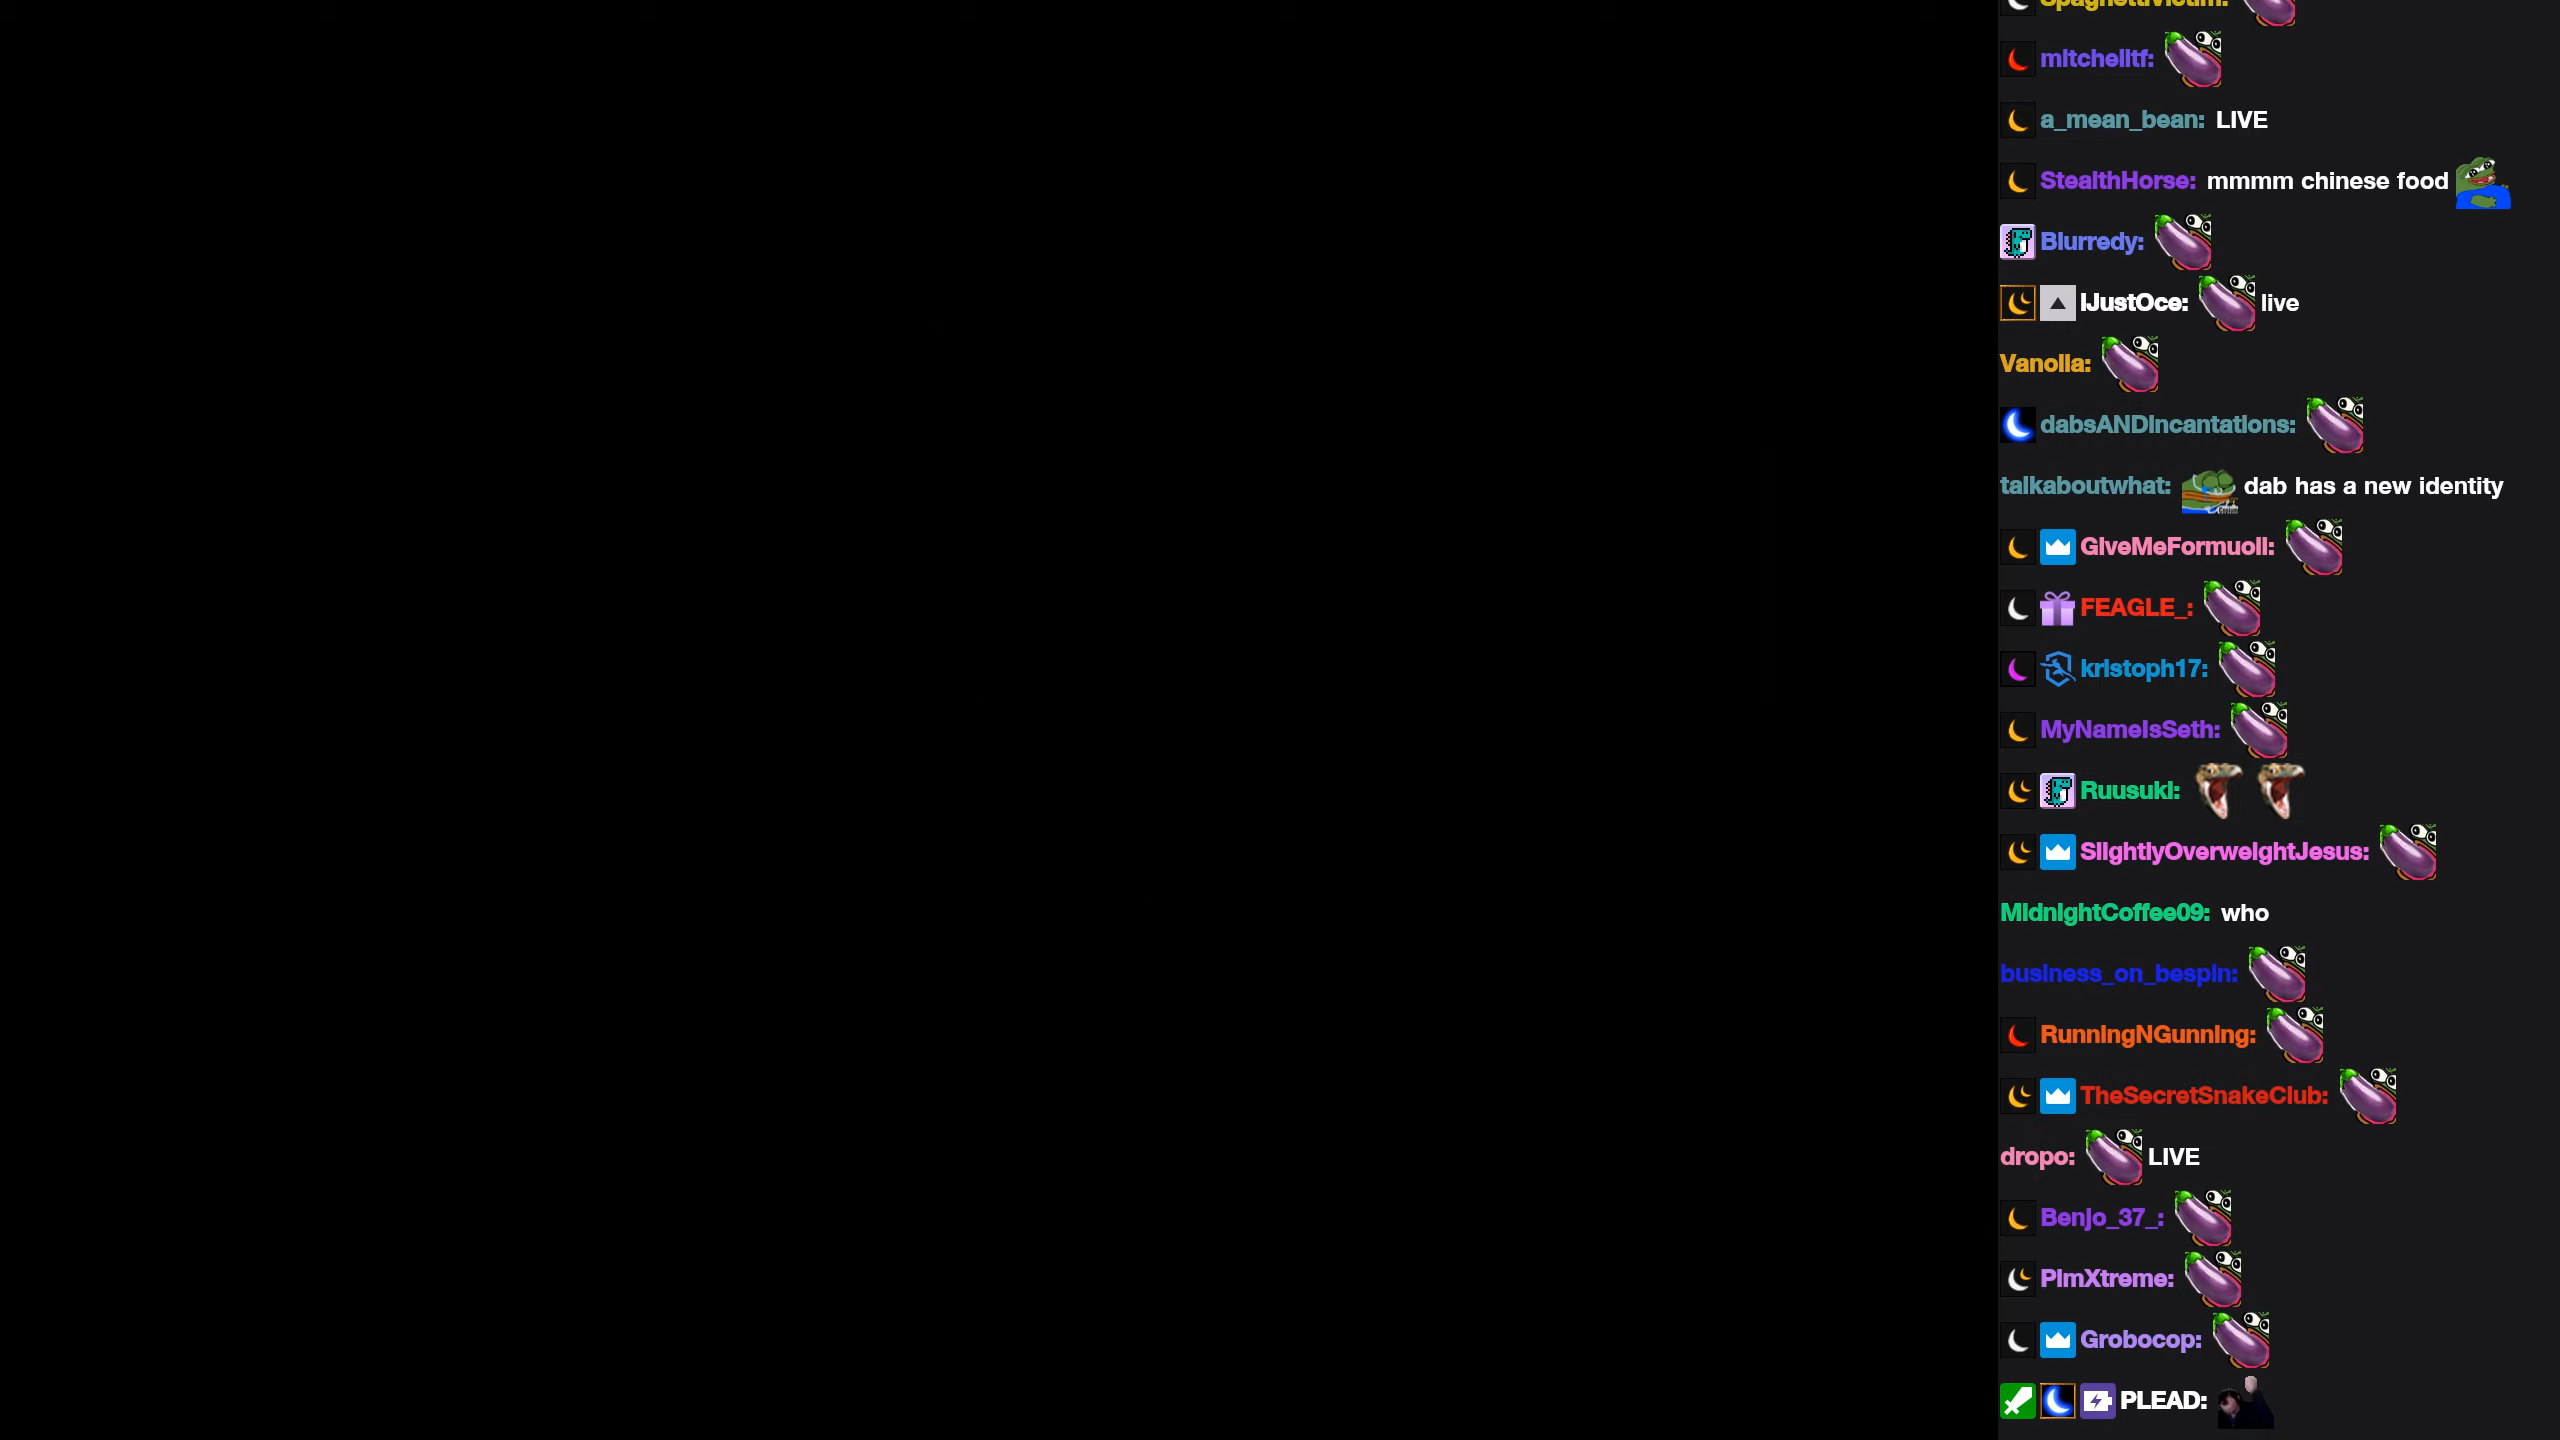 SpaghettiVictim:
mitchelltf:
a_mean_bean: LIVE
StealthHorse: mmmm chinese food
Blurredy:
IJustOce: live
Vanolla:
dabsANDincantations:
talkaboutwhat: dab has a new identity
GiveMeFormuoli:
FEAGLE_:
kristoph17:
MyNameIsSeth:
Ruusuki:
SlightlyOverweightJesus:
MidnightCoffee09: who
business_on_bespin:
RunningNGunning:
TheSecretSnakeClub:
dropo: LIVE
Benjo_37_:
PimXtreme:
Grobocop:
PLEAD: